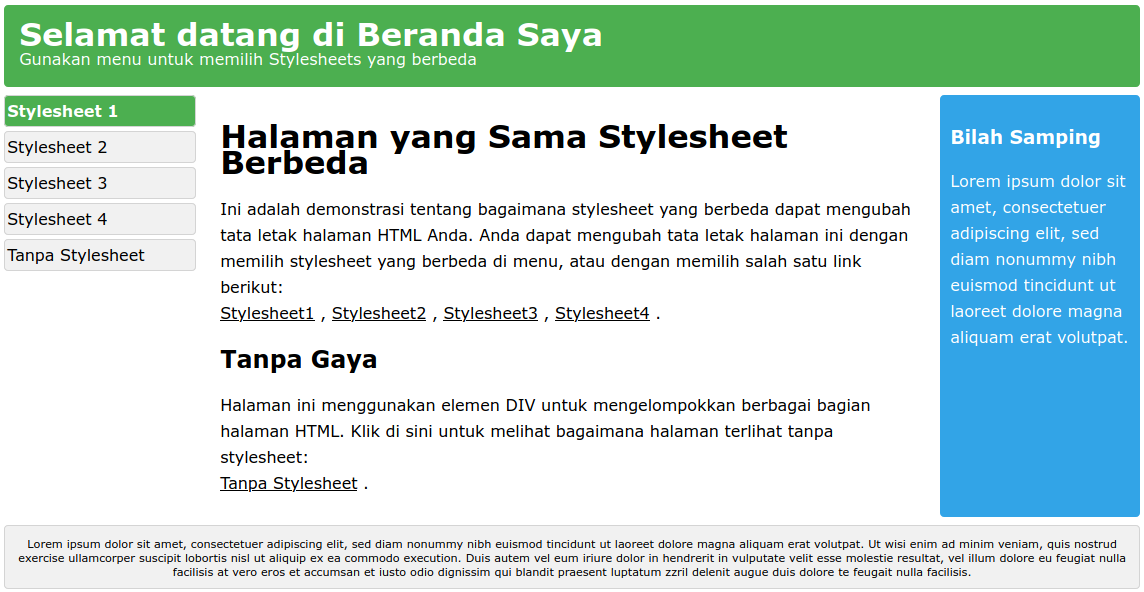 Selamat datang di Beranda Saya
Gunakan menu untuk memilih Stylesheets yang berbeda
Stylesheet 1
Stylesheet 2
Stylesheet 3
Stylesheet 4
Tanpa Stylesheet
Halaman yang Sama Stylesheet
Berbeda
Ini adalah demonstrasi tentang bagaimana stylesheet yang berbeda dapat mengubah
tata letak halaman HTML Anda. Anda dapat mengubah tata letak halaman ini dengan
memilih stylesheet yang berbeda di menu, atau dengan memilih salah satu link
berikut:
Stylesheet1 , Stylesheet2 , Stylesheet3 , Stylesheet4 .
Tanpa Gaya
Halaman ini menggunakan elemen DIV untuk mengelompokkan berbagai bagian
halaman HTML. Klik di sini untuk melihat bagaimana halaman terlihat tanpa
stylesheet:
Tanpa Stylesheet .
Bilah Samping
Lorem ipsum dolor sit
amet, consectetuer
adipiscing elit, sed
diam nonummy nibh
euismod tincidunt ut
laoreet dolore magna
aliquam erat volutpat.
Lorem ipsum dolor sit amet, consectetuer adipiscing elit, sed diam nonummy nibh euismod tincidunt ut laoreet dolore magna aliquam erat volutpat. Ut wisi enim ad minim veniam, quis nostrud
exercise ullamcorper suscipit lobortis nisl ut aliquip ex ea commodo execution. Duis autem vel eum iriure dolor in hendrerit in vulputate velit esse molestie resultat, vel illum dolore eu feugiat nulla
facilisis at vero eros et accumsan et iusto odio dignissim qui blandit praesent luptatum zzril delenit augue duis dolore te feugait nulla facilisis.